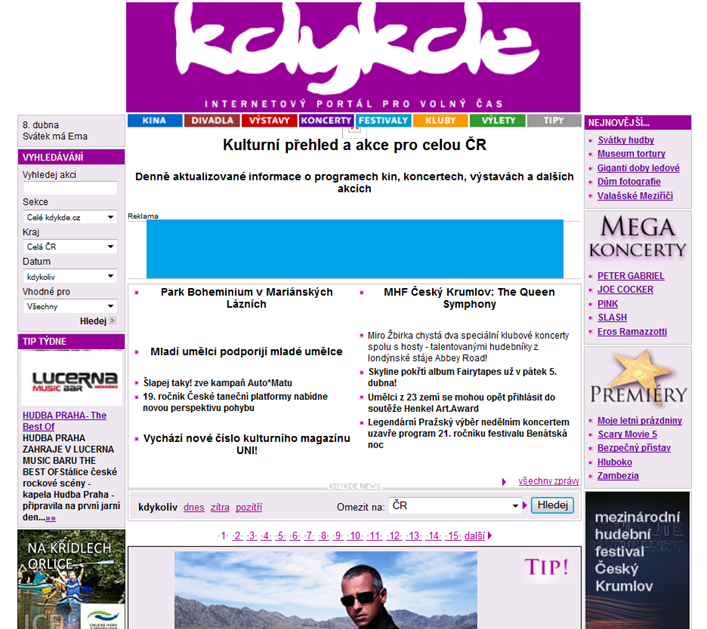 kdykde
INTERNETOVÝ PORTÁL PRO VOLNÝ ČAS
KINA DIVADLA VÝSTAVY KONCERTY FESTIVALY KLUBY VÝLETY TIPY
8. dubna
Svátek má Ema
VYHLEDÁVÁNÍ
Vyhledej akci
Sekce
Celé kdykde.cz
Kraj
Celá ČR
Datum
kdykoliv
Vhodné pro
Všechny
Hledej
TIP TÝDNE
LUCERNA
MUSIC BAR
HUDBA PRAHA- The
Best Of
HUDBA PRAHA
ZAHRAJE V LUCERNA
MUSIC BARU THE
BEST OF Stálice české
rockové scény -
kapela Hudba Praha -
připravila na první jarní
den...»»
NA KŘÍDLECH
ORLICE
Kulturní přehled a akce pro celou ČR
Denně aktualizované informace o programech kin, koncertech, výstavách a dalších
akcích
Reklama
Park Boheminium v Mariánských
Lázních
Mladí umělci podporijí mladé umělce
Šlapej taky! zve kampaň Auto*Matu
19. ročník České taneční platformy nabídne
novou perspektivu pohybu
Vychází nové číslo kulturního magazínu
UNI!
MHF Český Krumlov: The Queen
Symphony
Miro Žbirka chystá dva speciální klubové koncerty
spolu s hosty - talentovanými hudebníky z
londýnské stáje Abbey Road!
Skyline pokřtí album Fairytapes už v pátek 5.
dubna!
Umělci z 23 zemí se mohou opět přihlásit do
soutěže Henkel Art.Award
Legendární Pražský výběr nedělním koncertem
uzavře program 21. ročníku festivalu Benátská
noc
KDYKDE NEWS
všechny zprávy
kdykoliv dnes zítra pozítří
Omezit na: ČR Hledej
·1· ·2· ·3· ·4· ·5· ·6· ·7· ·8· ·9· ·10· ·11· ·12· ·13· ·14· ·15· další
TIP!
NEJNOVĚJŠÍ...
Svátky hudby
Museum tortury
Giganti doby ledové
Dům fotografie
Valašské Meziříčí
MEGA
KONCERTY
PETER GABRIEL
JOE COCKER
PINK
SLASH
Eros Ramazzotti
PREMIÉRY
Moje letní prázdniny
Scary Movie 5
Bezpečný přístav
Hluboko
Zambezia
mezinárodní
hudební
festival
Český
Krumlov